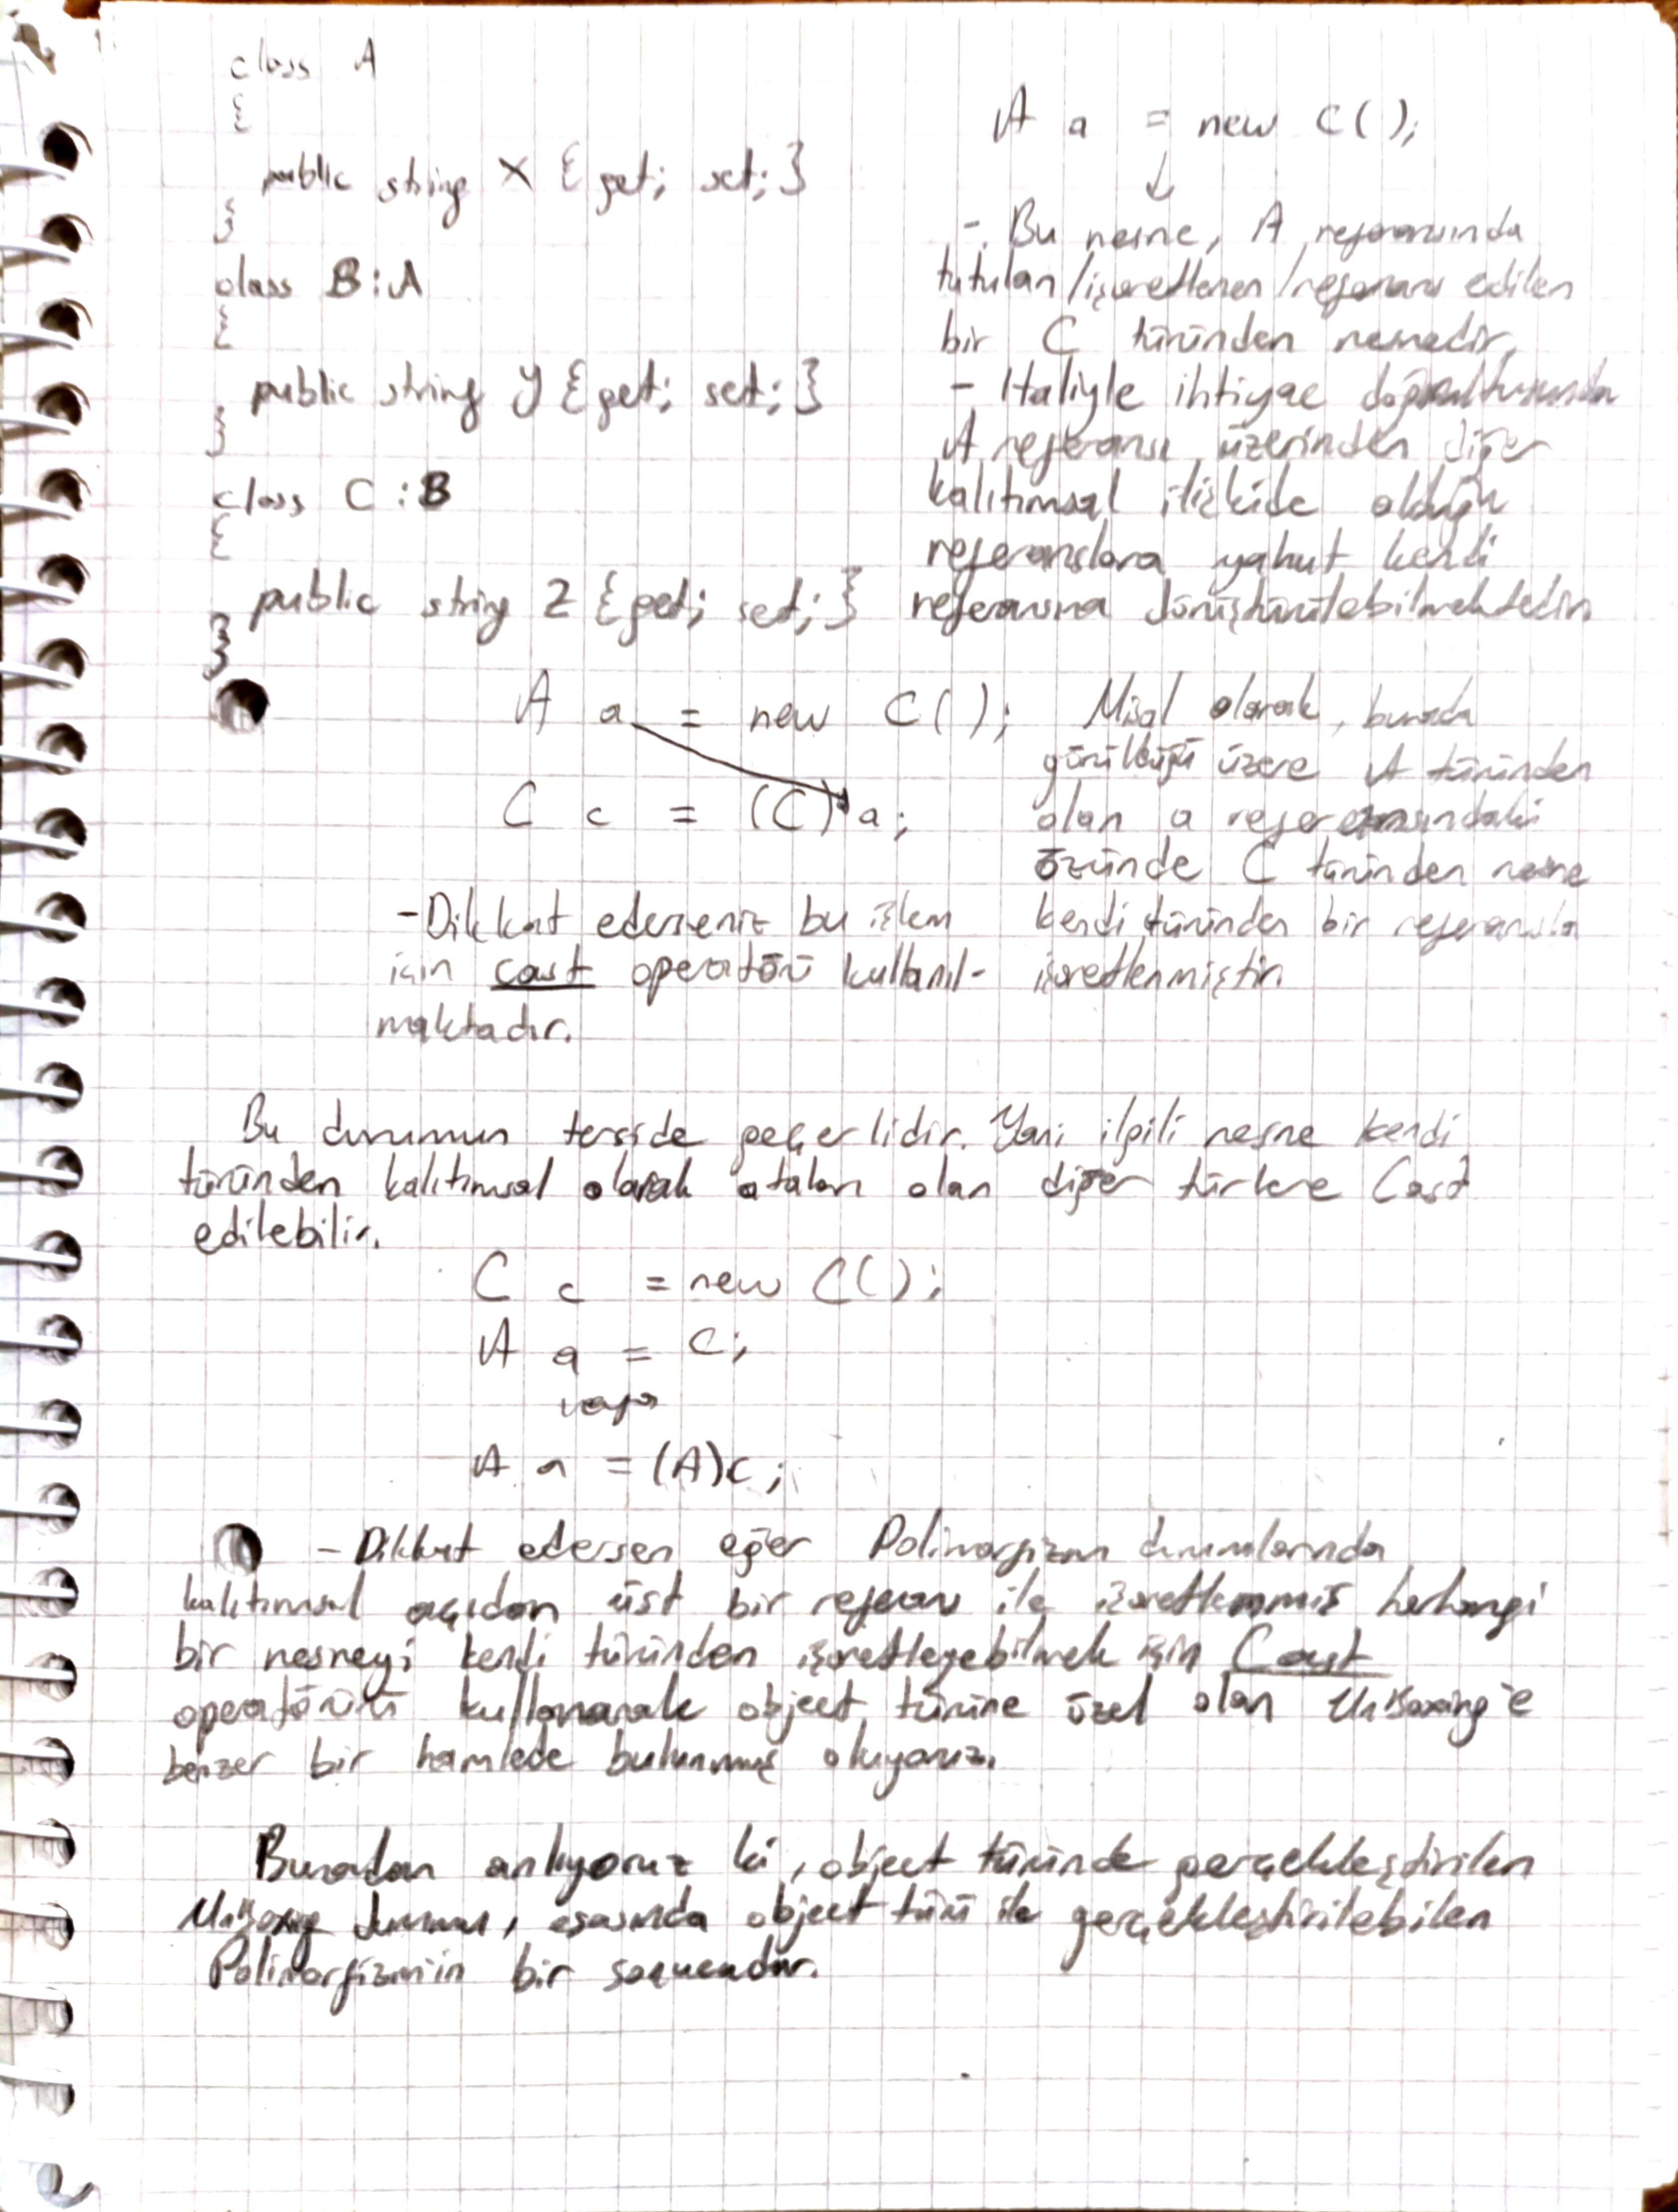 class A
{
public string X {get; set;}
}
class B:A
{
public string Y {get; set;}
}
class C:B
{
public string Z {get; set;}
}
A a = new C();
-. Bu nesne, A referansında
tutulan/işaretlenen/referans edilen
bir C türünden nesnedir.
- Haliyle ihtiyaç doğrultusunda
A referansı üzerinden diğer
kalıtımsal ilişkide olduğu
referanslara yahut kendi
referansına dönüştürülebilmektedir.
A a = new C();
C c = (C) a;
Misal olarak, burada
görüldüğü üzere A türünden
olan a referansındaki
özünde C türünden nesne
kendi türünden bir referansla
işaretlenmiştir.
-Dikkat ederseniz bu işlem
için cast operatörü kullanıl-
maktadır.
Bu durumun terside geçerlidir. Yani ilgili nesne kendi
türünden kalıtımsal olarak ataları olan diğer türlere Cast
edilebilir.
C c = new C();
A a = c;
veya
A a = (A)c;
- Dikkat edersen eğer Polimorfizm durumlarında
kalıtımsal açıdan üst bir referans ile işaretlenmiş herhangi
bir nesneyi kendi türünden işaretleyebilmek için Cast
operatörünü kullanarak object türüne özel olan UnBoxing'e
benzer bir hamlede bulunmuş oluyoruz.
Buradan anlıyoruz ki, object türünde gerçekleştirilen
UnBoxing durumu, esasında object türü ile gerçekleştirilebilen
Polimorfizmin bir sonucudur.